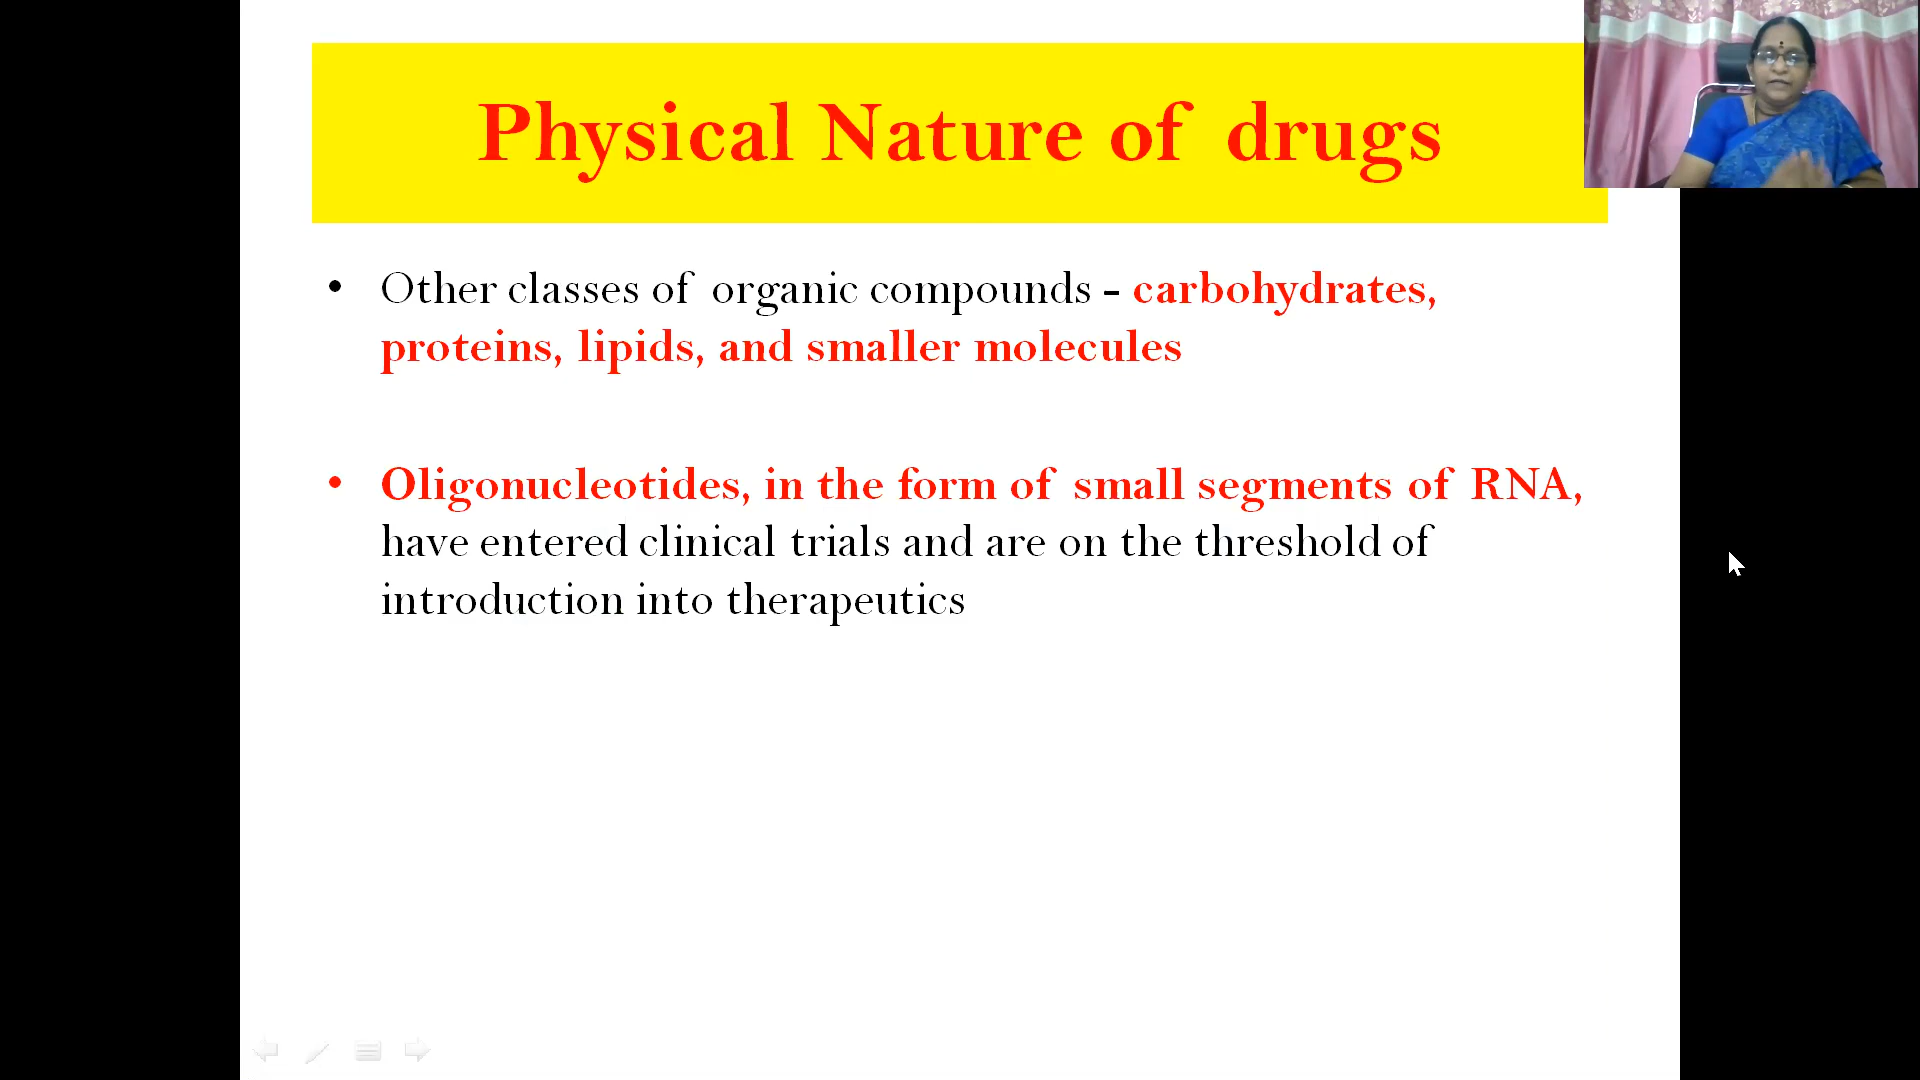 Physical Nature of drugs
• Other classes of organic compounds - carbohydrates,
proteins, lipids, and smaller molecules
• Oligonucleotides, in the form of small segments of RNA,
have entered clinical trials and are on the threshold of
introduction into therapeutics